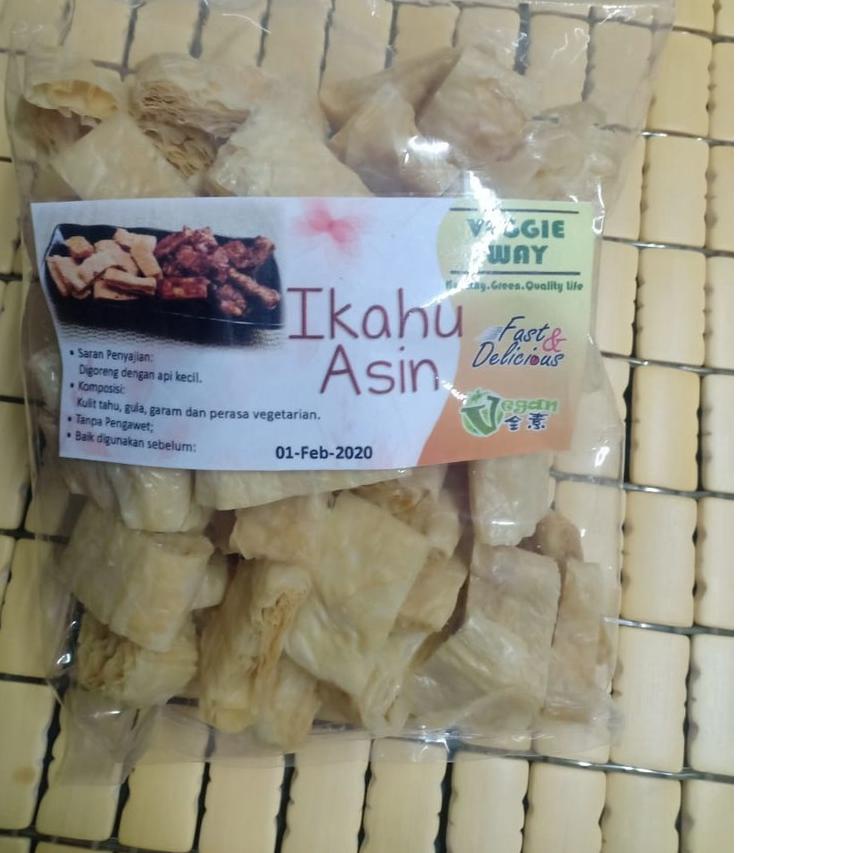 VEGGIE
WAY
Healthy.Green.Quality Life
Ikahu
Asin
Fast &
Delicious
Vegan
全素
• Saran Penyajian:
Digoreng dengan api kecil.
• Komposisi:
Kulit tahu, gula, garam dan perasa vegetarian.
• Tanpa Pengawet;
• Baik digunakan sebelum: 01-Feb-2020